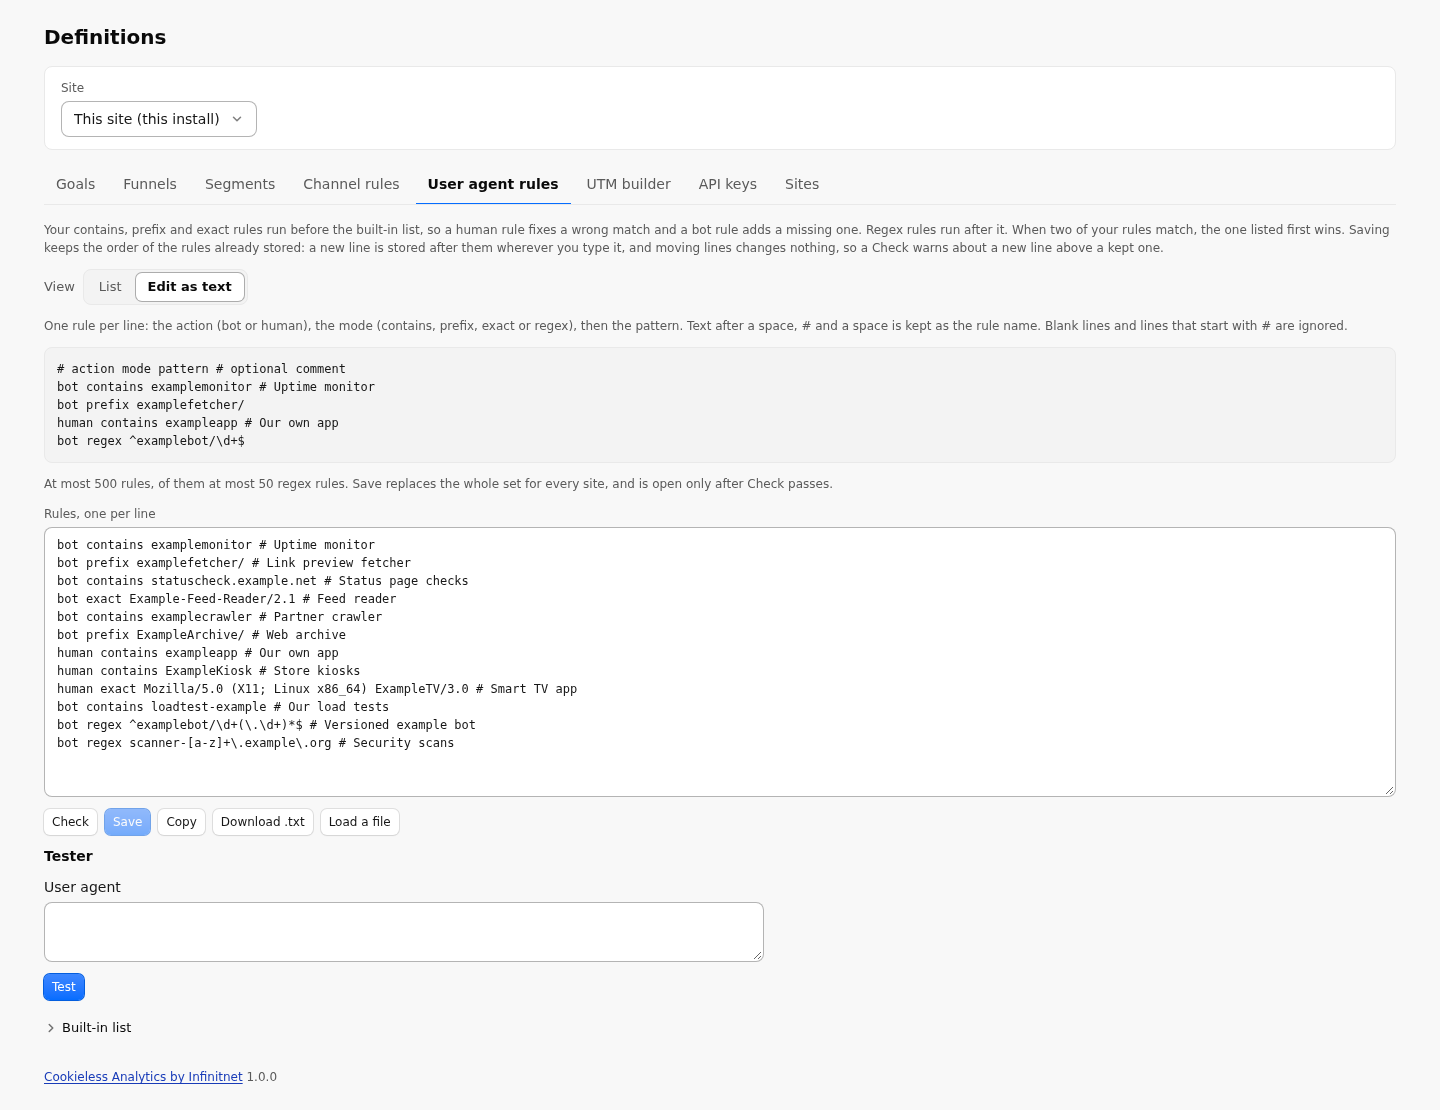 Definitions
Site
This site (this install)
Goals Funnels Segments Channel rules User agent rules UTM builder API keys Sites
Your contains, prefix and exact rules run before the built-in list, so a human rule fixes a wrong match and a bot rule adds a missing one. Regex rules run after it. When two of your rules match, the one listed first wins. Saving
keeps the order of the rules already stored: a new line is stored after them wherever you type it, and moving lines changes nothing, so a Check warns about a new line above a kept one.
View List Edit as text
One rule per line: the action (bot or human), the mode (contains, prefix, exact or regex), then the pattern. Text after a space, # and a space is kept as the rule name. Blank lines and lines that start with # are ignored.
# action mode pattern # optional comment
bot contains examplemonitor # Uptime monitor
bot prefix examplefetcher/
human contains exampleapp # Our own app
bot regex ^examplebot/\d+$
At most 500 rules, of them at most 50 regex rules. Save replaces the whole set for every site, and is open only after Check passes.
Rules, one per line
bot contains examplemonitor # Uptime monitor
bot prefix examplefetcher/ # Link preview fetcher
bot contains statuscheck.example.net # Status page checks
bot exact Example-Feed-Reader/2.1 # Feed reader
bot contains examplecrawler # Partner crawler
bot prefix ExampleArchive/ # Web archive
human contains exampleapp # Our own app
human contains ExampleKiosk # Store kiosks
human exact Mozilla/5.0 (X11; Linux x86_64) ExampleTV/3.0 # Smart TV app
bot contains loadtest-example # Our load tests
bot regex ^examplebot/\d+(\.\d+)*$ # Versioned example bot
bot regex scanner-[a-z]+\.example\.org # Security scans
Check Save Copy Download .txt Load a file
Tester
User agent
Test
Built-in list
Cookieless Analytics by Infinitnet 1.0.0